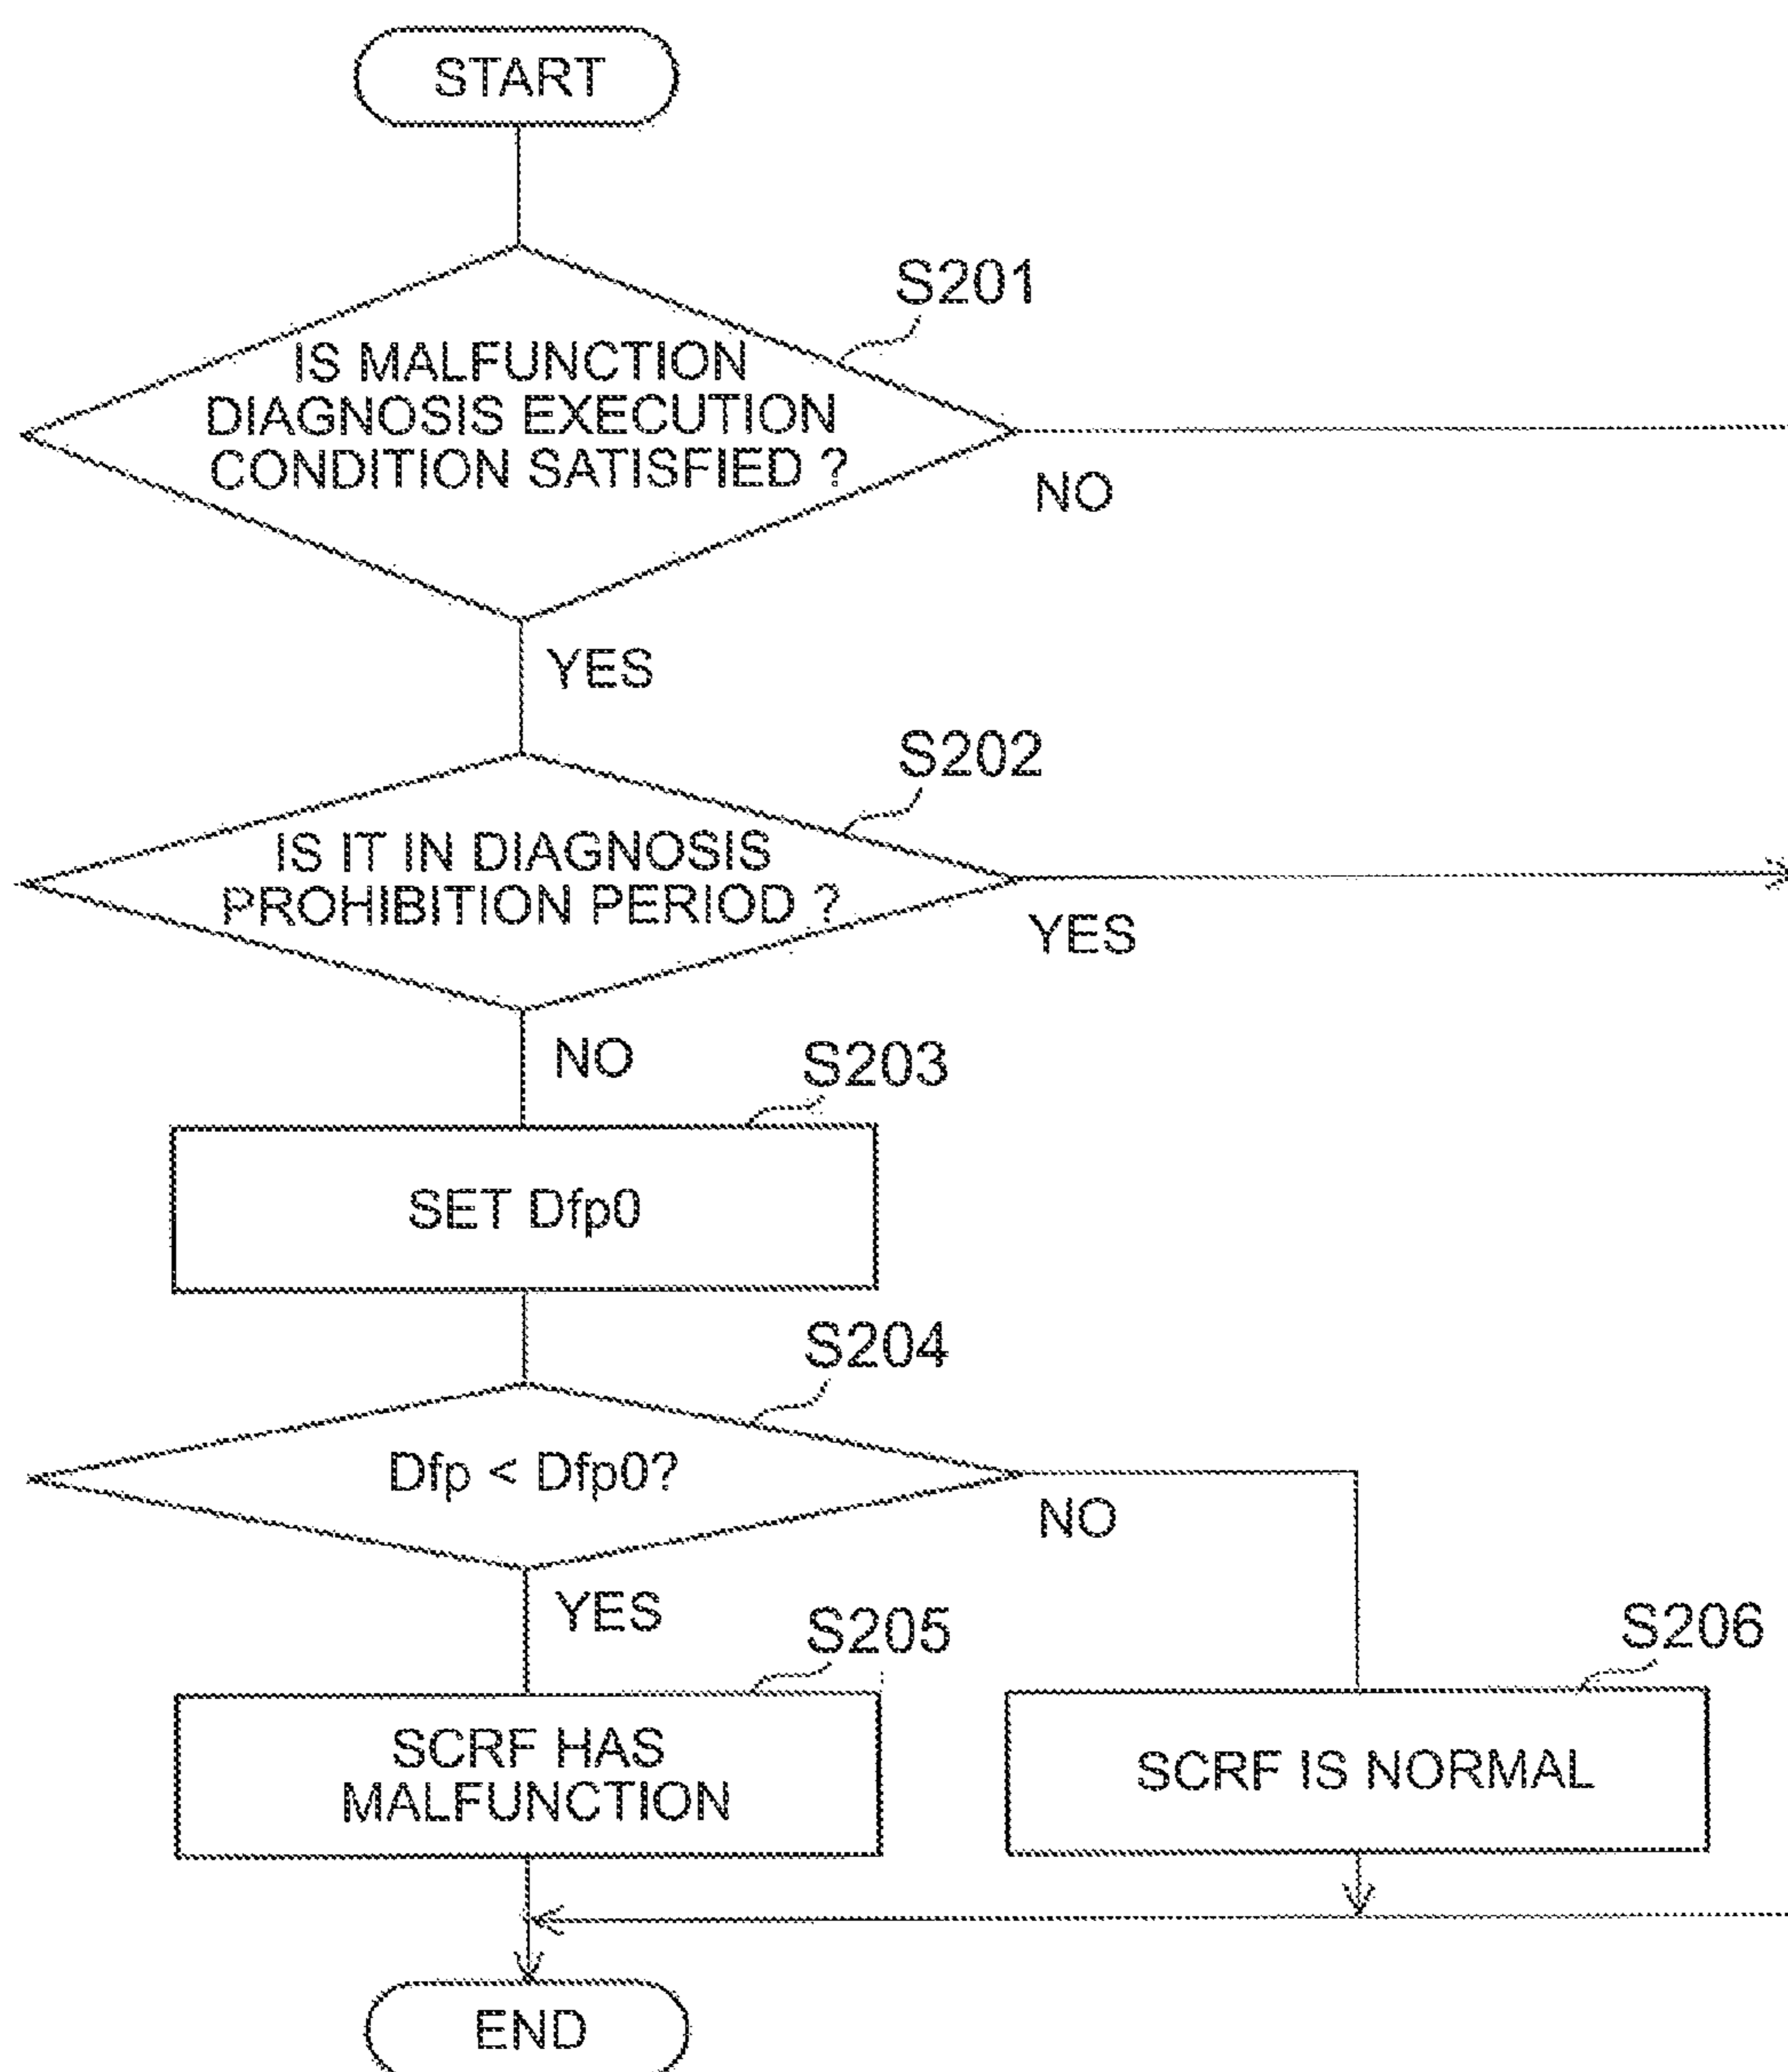 START
S201
IS MALFUNCTION
DIAGNOSIS EXECUTION
CONDITION SATISFIED ?
NO
YES
S202
IS IT IN DIAGNOSIS
PROHIBITION PERIOD ?
YES
NO
S203
SET Dfp0
S204
Dfp < Dfp0?
NO
YES
S205
S206
SCRF HAS
MALFUNCTION
SCRF IS NORMAL
END